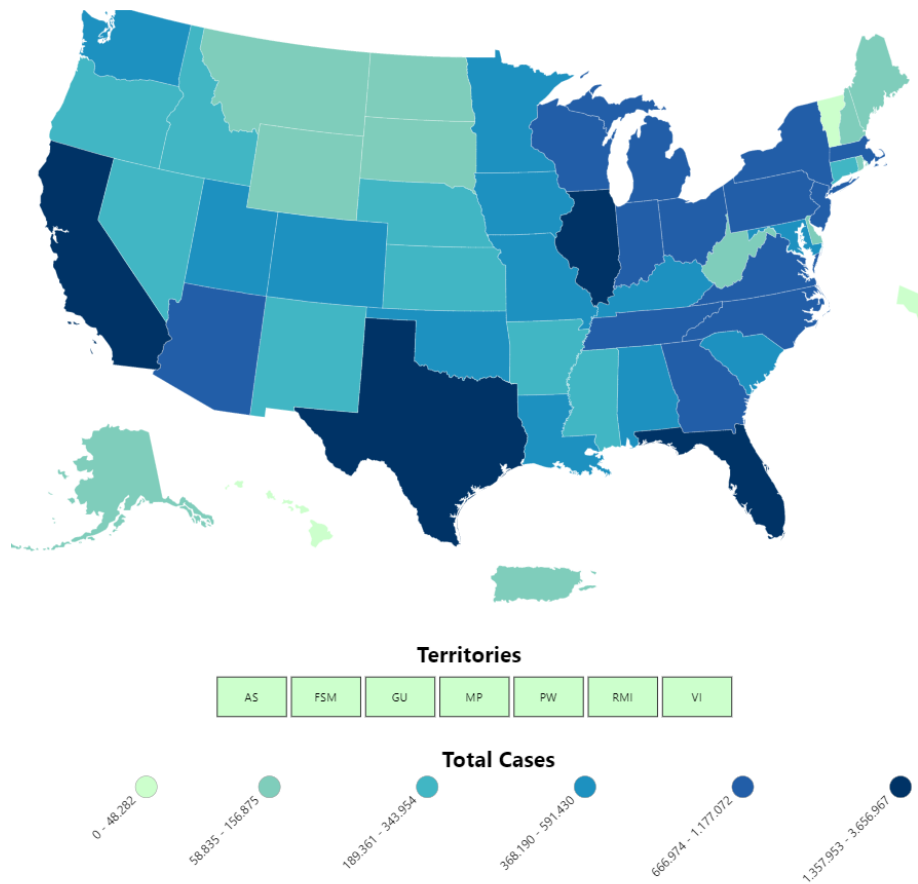 Territories
AS FSM GU MP PW RMI VI
Total Cases
0 - 48.282
58.835 - 156.875
189.361 - 343.954
368.190 - 591.430
666.974 - 1.177.072
1.357.953 - 3.656.967